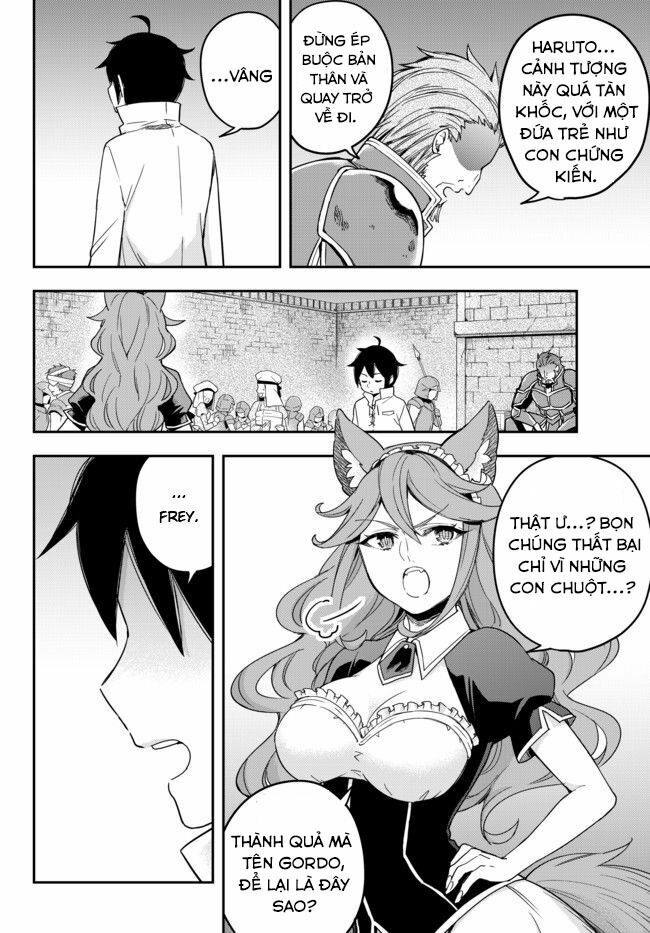 HARUTO...
CẢNH TƯỢNG
NÀY QUÁ TÀN
KHỐC, VỚI MỘT
ĐỨA TRẺ NHƯ
CON CHỨNG
KIẾN.
ĐỪNG ÉP
BUỘC BẢN
THÂN VÀ
QUAY TRỞ
VỀ ĐI.
...VÂNG
THẬT Ư...? BỌN
CHÚNG THẤT BẠI
CHỈ VÌ NHỮNG
CON CHUỘT...?
THÀNH QUẢ MÀ
TÊN GORDO,
ĐỂ LẠI LÀ ĐÂY
SAO?
...
FREY.